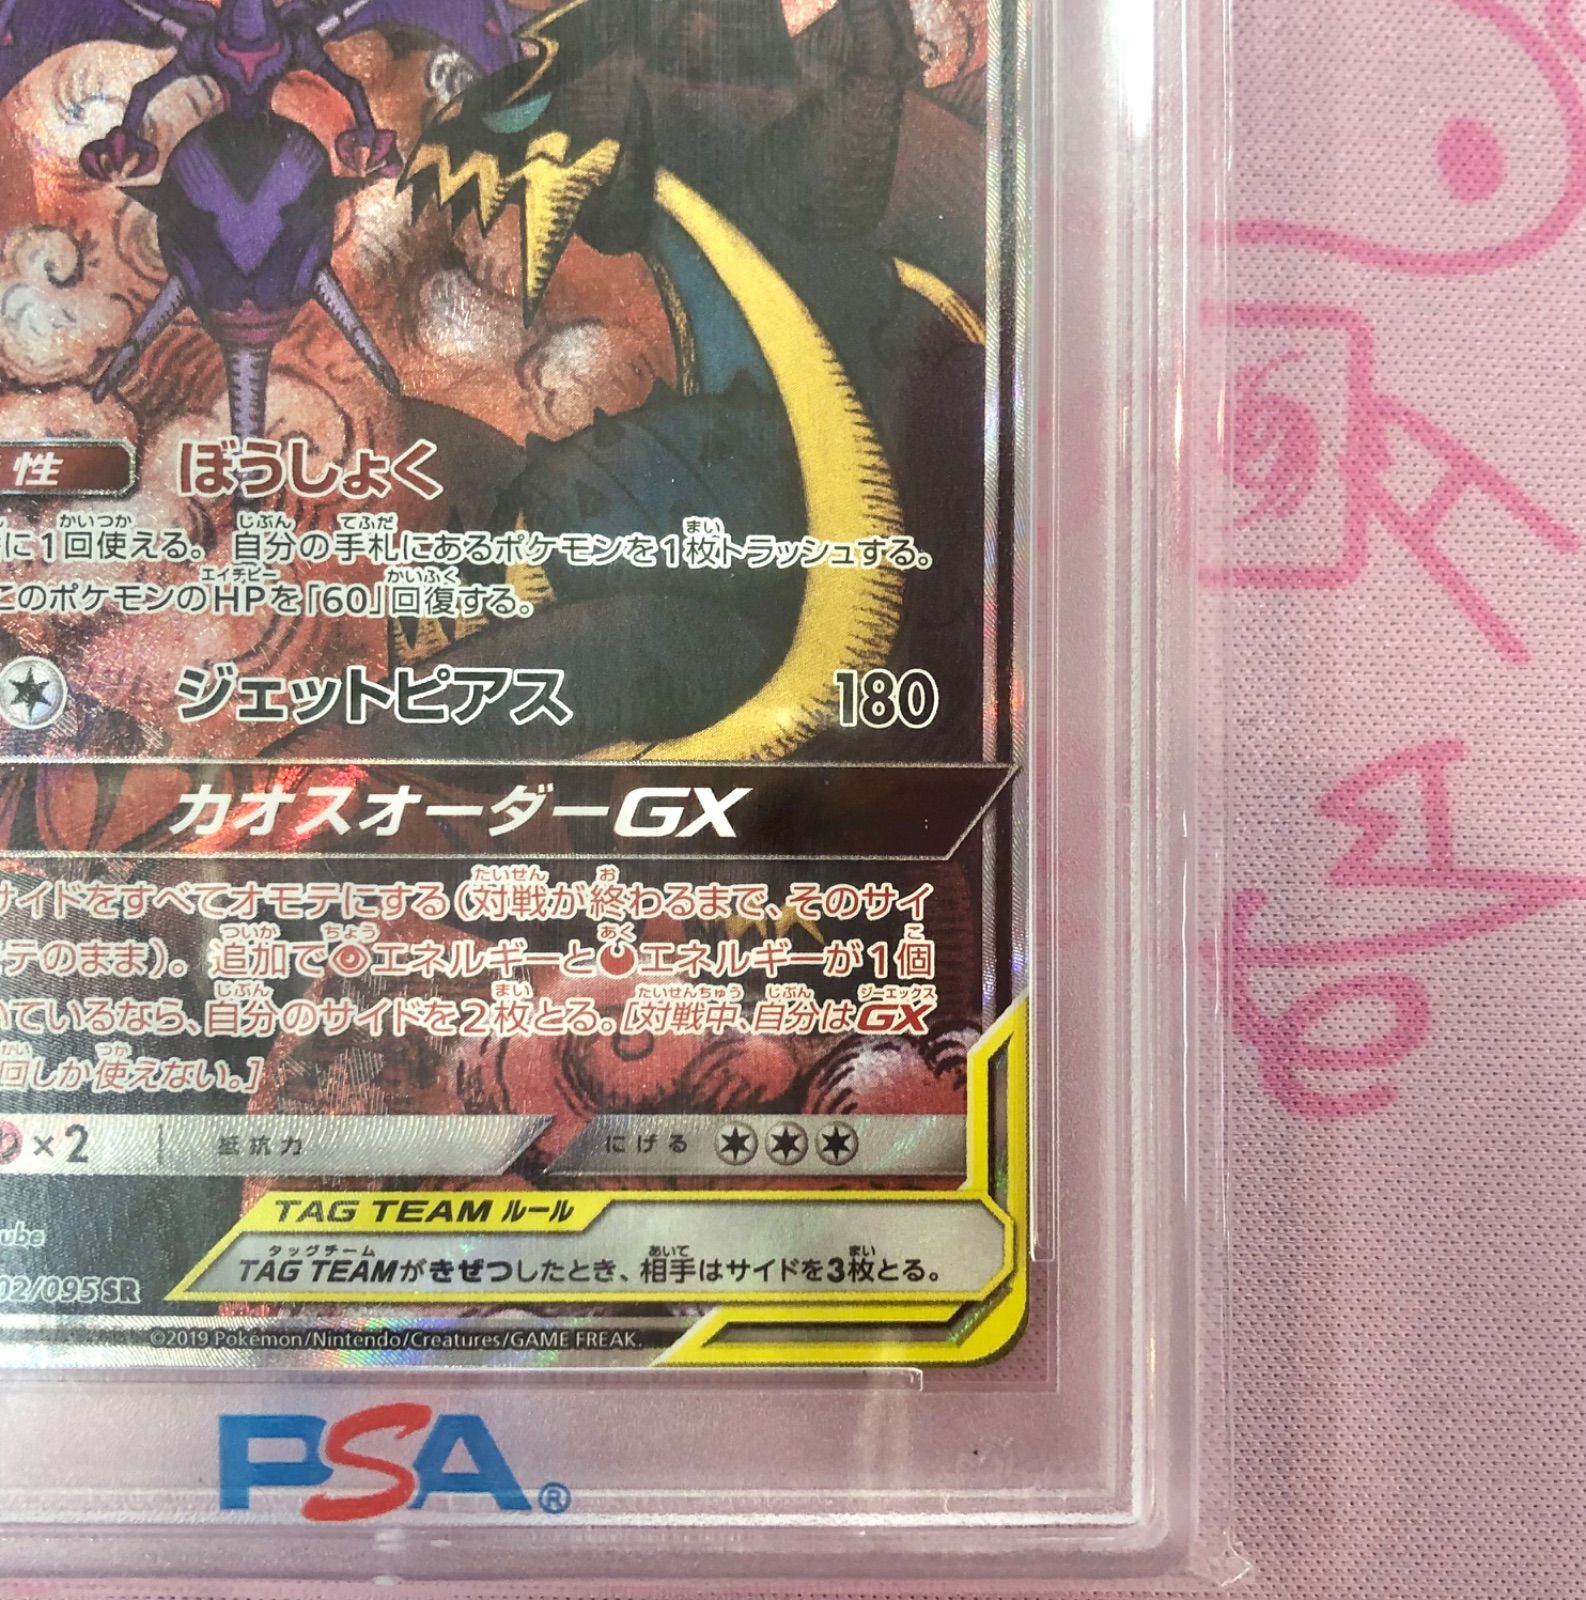 性 ぼうしょく
に1回使える。自分の手札にあるポケモンを1枚トラッシュする。
このポケモンのHPを「60」回復する。
ジェットピアス 180
カオスオーダーGX
サイドをすべてオモテにする（対戦が終わるまで、そのサイ
テのまま）。追加でエネルギーとエネルギーが1個
いているなら、自分のサイドを2枚とる。［対戦中、自分はGX
回しか使えない。］
×2 抵抗力 にげる
TAG TEAM ルール
TAG TEAMがきぜつしたとき、相手はサイドを3枚とる。
ube
02/095 SR
©2019 Pokémon/Nintendo/Creatures/GAME FREAK.
PSA®